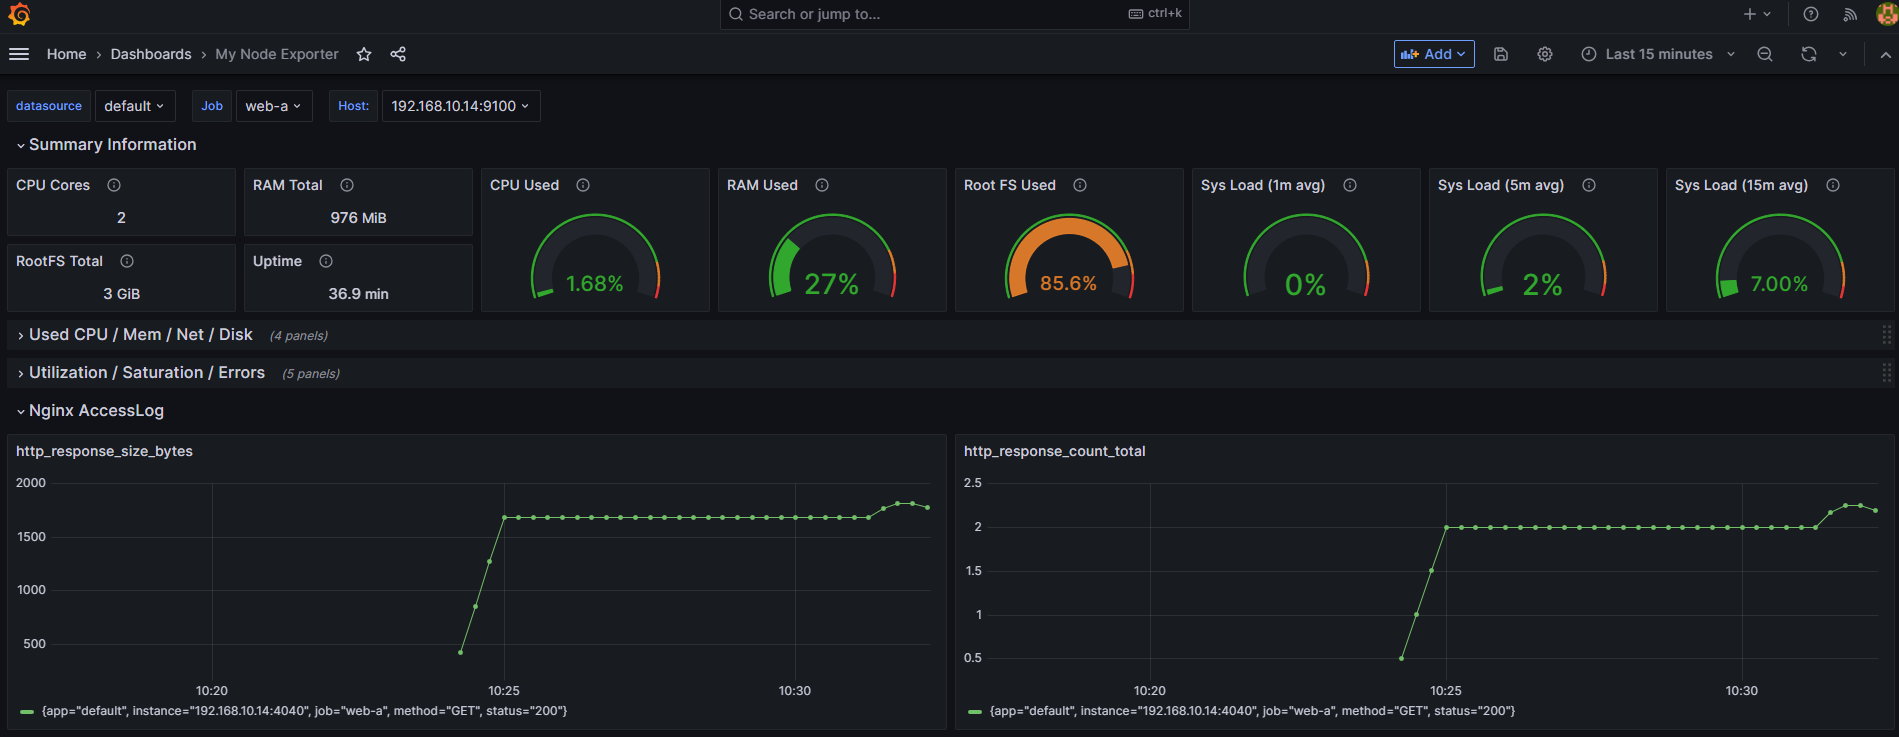 Search or jump to... ctrl+k
Home › Dashboards › My Node Exporter Add Last 15 minutes
datasource default Job web-a Host: 192.168.10.14:9100
Summary Information
CPU Cores
2
RAM Total
976 MiB
RootFS Total
3 GiB
Uptime
36.9 min
CPU Used
1.68%
RAM Used
27%
Root FS Used
85.6%
Sys Load (1m avg)
0%
Sys Load (5m avg)
2%
Sys Load (15m avg)
7.00%
Used CPU / Mem / Net / Disk (4 panels)
Utilization / Saturation / Errors (5 panels)
Nginx AccessLog
http_response_size_bytes
2000
1500
1000
500
10:20 10:25 10:30
{app="default", instance="192.168.10.14:4040", job="web-a", method="GET", status="200"}
http_response_count_total
2.5
2
1.5
1
0.5
10:20 10:25 10:30
{app="default", instance="192.168.10.14:4040", job="web-a", method="GET", status="200"}